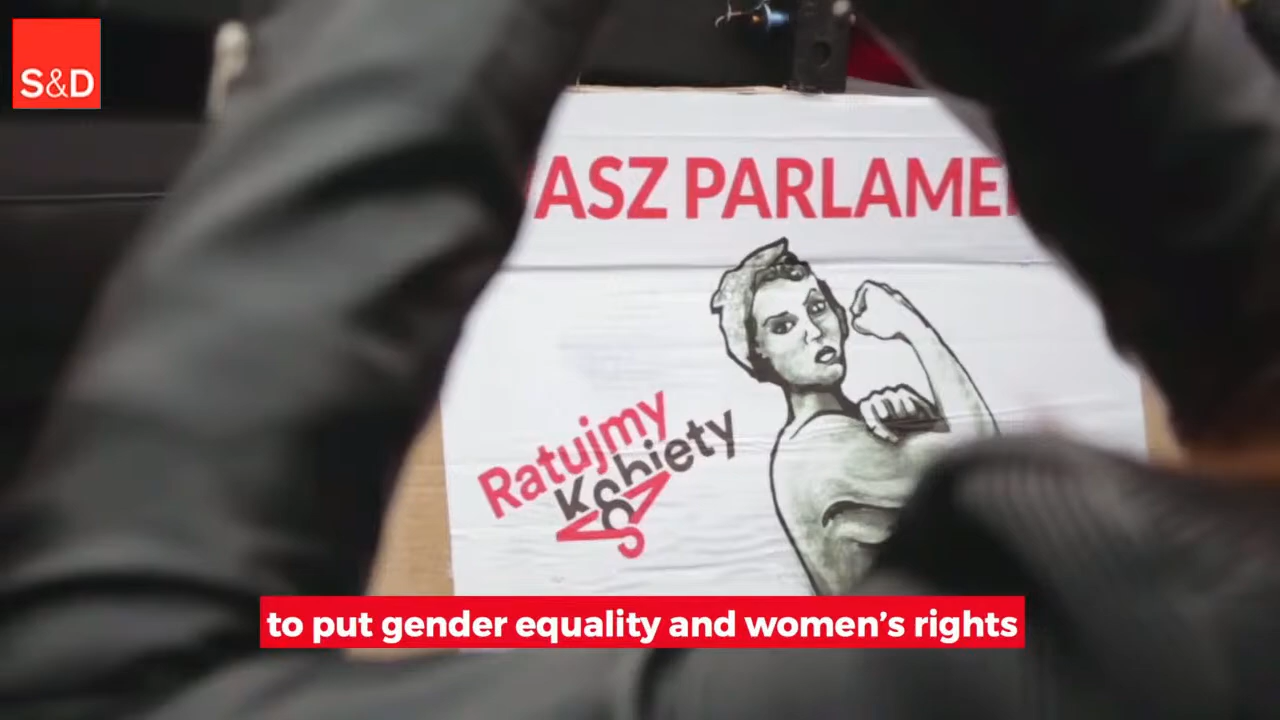 S&D
ASZ PARLAME
Ratujmy
Kobiety
to put gender equality and women's rights